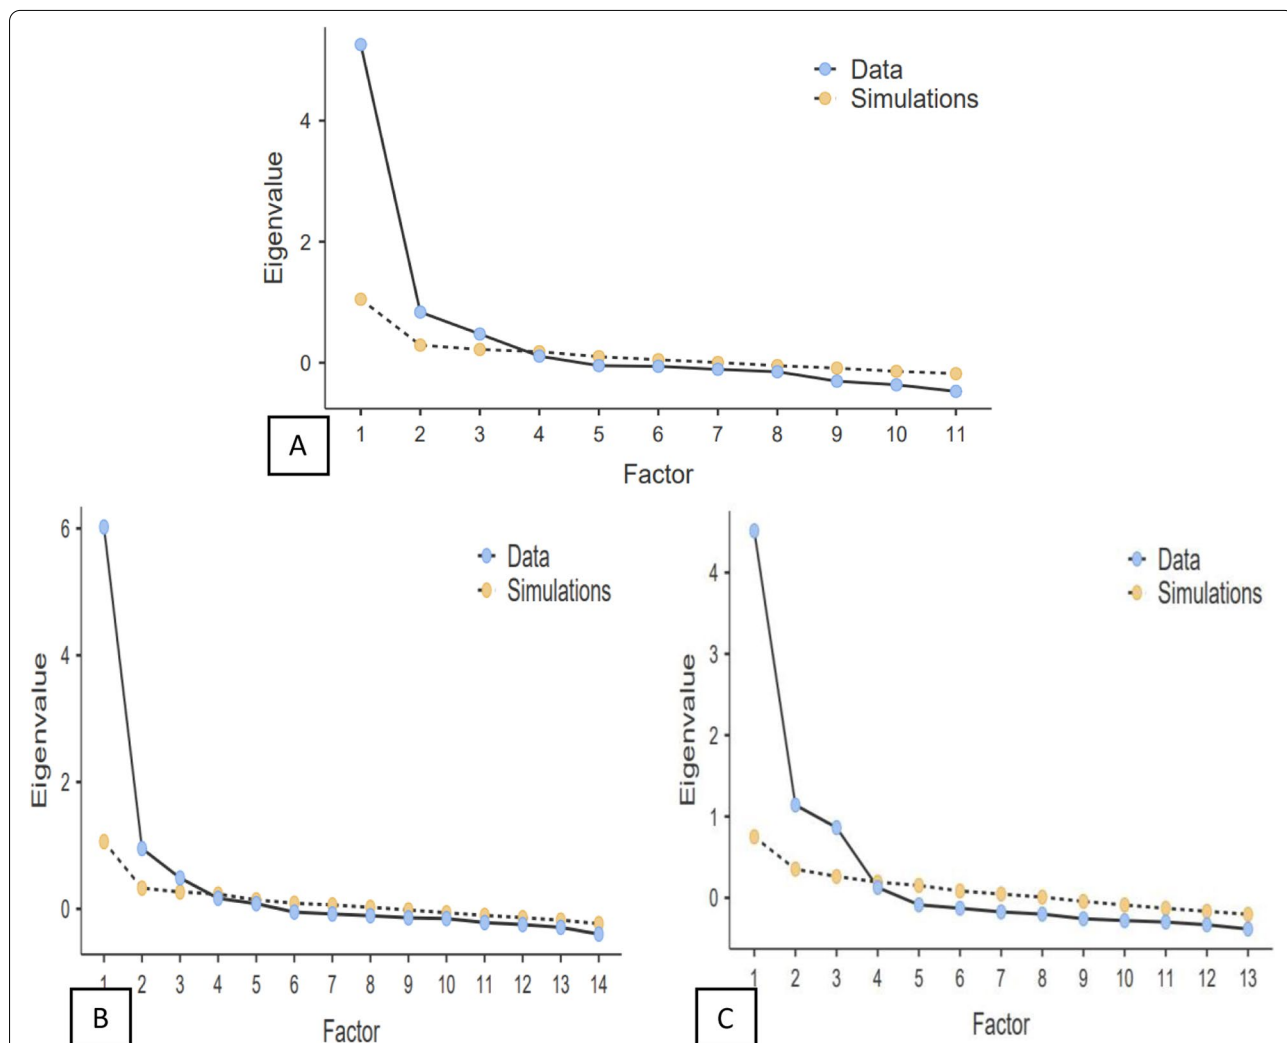 Data
Simulations
4
2
0
Eigenvalue
1 2 3 4 5 6 7 8 9 10 11
Factor
A
6
4
2
0
Eigenvalue
Data
Simulations
1 2 3 4 5 6 7 8 9 10 11 12 13 14
Factor
B
4
3
2
1
0
Eigenvalue
Data
Simulations
1 2 3 4 5 6 7 8 9 10 11 12 13
Factor
C